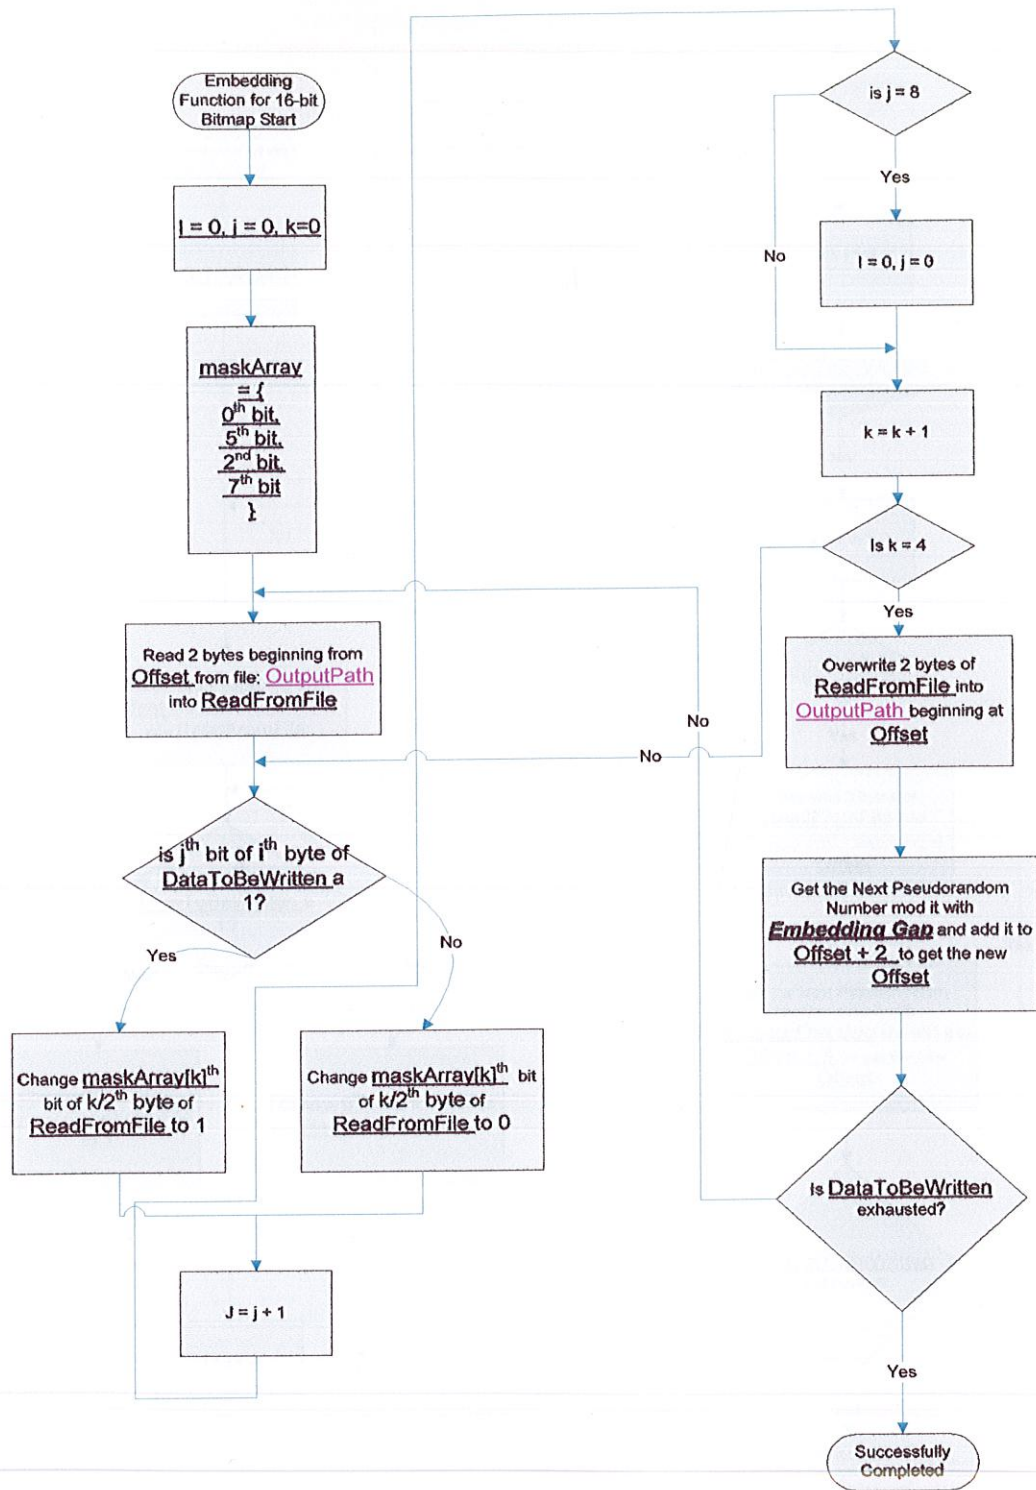 Embedding
Function for 16-bit
Bitmap Start
I = 0, j = 0, k=0
maskArray
= {
0th bit,
5th bit,
2nd bit,
7th bit
}
Read 2 bytes beginning from
Offset from file: OutputPath
into ReadFromFile
is jth bit of ith byte of
DataToBeWritten a
1?
Yes
No
Change maskArray[k]th
bit of k/2th byte of
ReadFromFile to 1
Change maskArray[k]th bit
of k/2th byte of
ReadFromFile to 0
J = j + 1
is j = 8
Yes
No
I = 0, j = 0
k = k + 1
Is k = 4
Yes
No
Overwrite 2 bytes of
ReadFromFile into
OutputPath beginning at
Offset
Get the Next Pseudorandom
Number mod it with
Embedding Gap and add it to
Offset + 2 to get the new
Offset
Is DataToBeWritten
exhausted?
No
Yes
Successfully
Completed